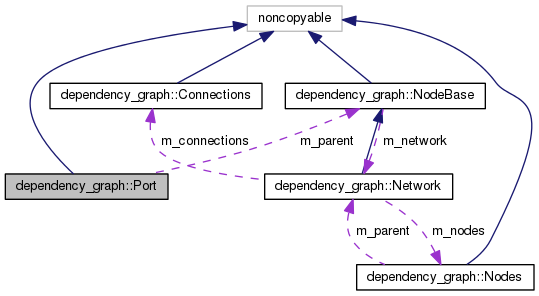 noncopyable
dependency_graph::Connections
dependency_graph::NodeBase
m_connections
m_parent
m_network
dependency_graph::Port
dependency_graph::Network
m_parent
m_nodes
dependency_graph::Nodes